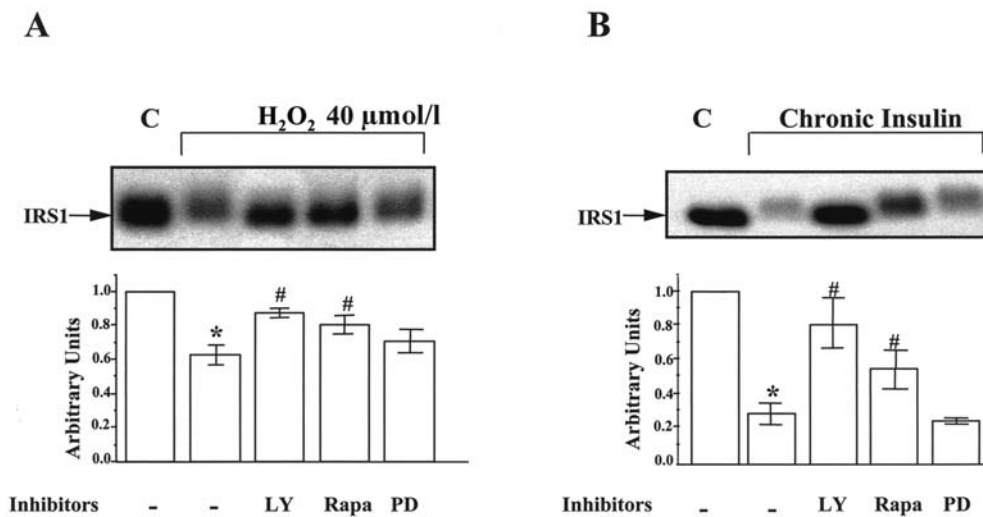 A
C H₂O₂ 40 μmol/l
IRS1
Arbitrary Units
1.0
0.8
0.6
0.4
0.2
0.0
* # #
Inhibitors - - LY Rapa PD
B
C Chronic Insulin
IRS1
Arbitrary Units
1.0
0.8
0.6
0.4
0.2
0.0
* # #
Inhibitors - - LY Rapa PD